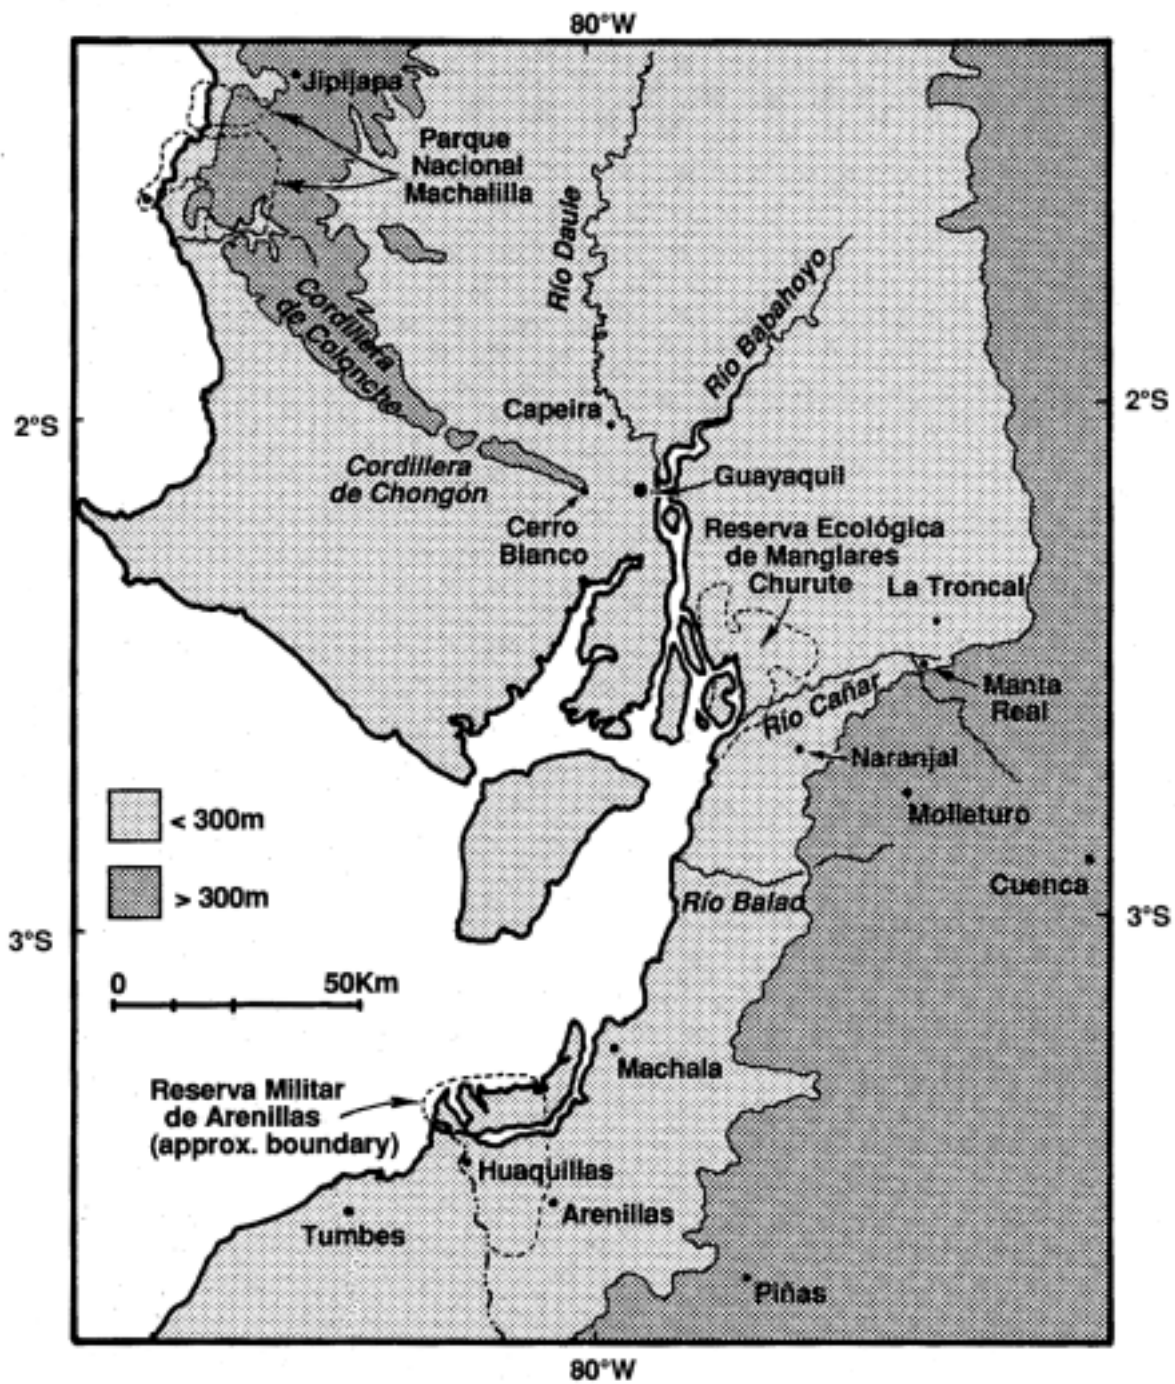 80°W
Jipijapa
Parque
Nacional
Machalilla
Río Daule
Río Babahoyo
Cordillera
de Colonche
2°S
2°S
Capeira
Cordillera
de Chongón
Guayaquil
Cerro
Blanco
Reserva Ecológica
de Manglares
Churute
La Troncal
Manta
Real
Río Cañar
Naranjal
Molleturo
< 300m
> 300m
Cuenca
Río Balao
3°S
3°S
0 50Km
Machala
Reserva Militar
de Arenillas
(approx. boundary)
Huaquillas
Arenillas
Tumbes
Piñas
80°W